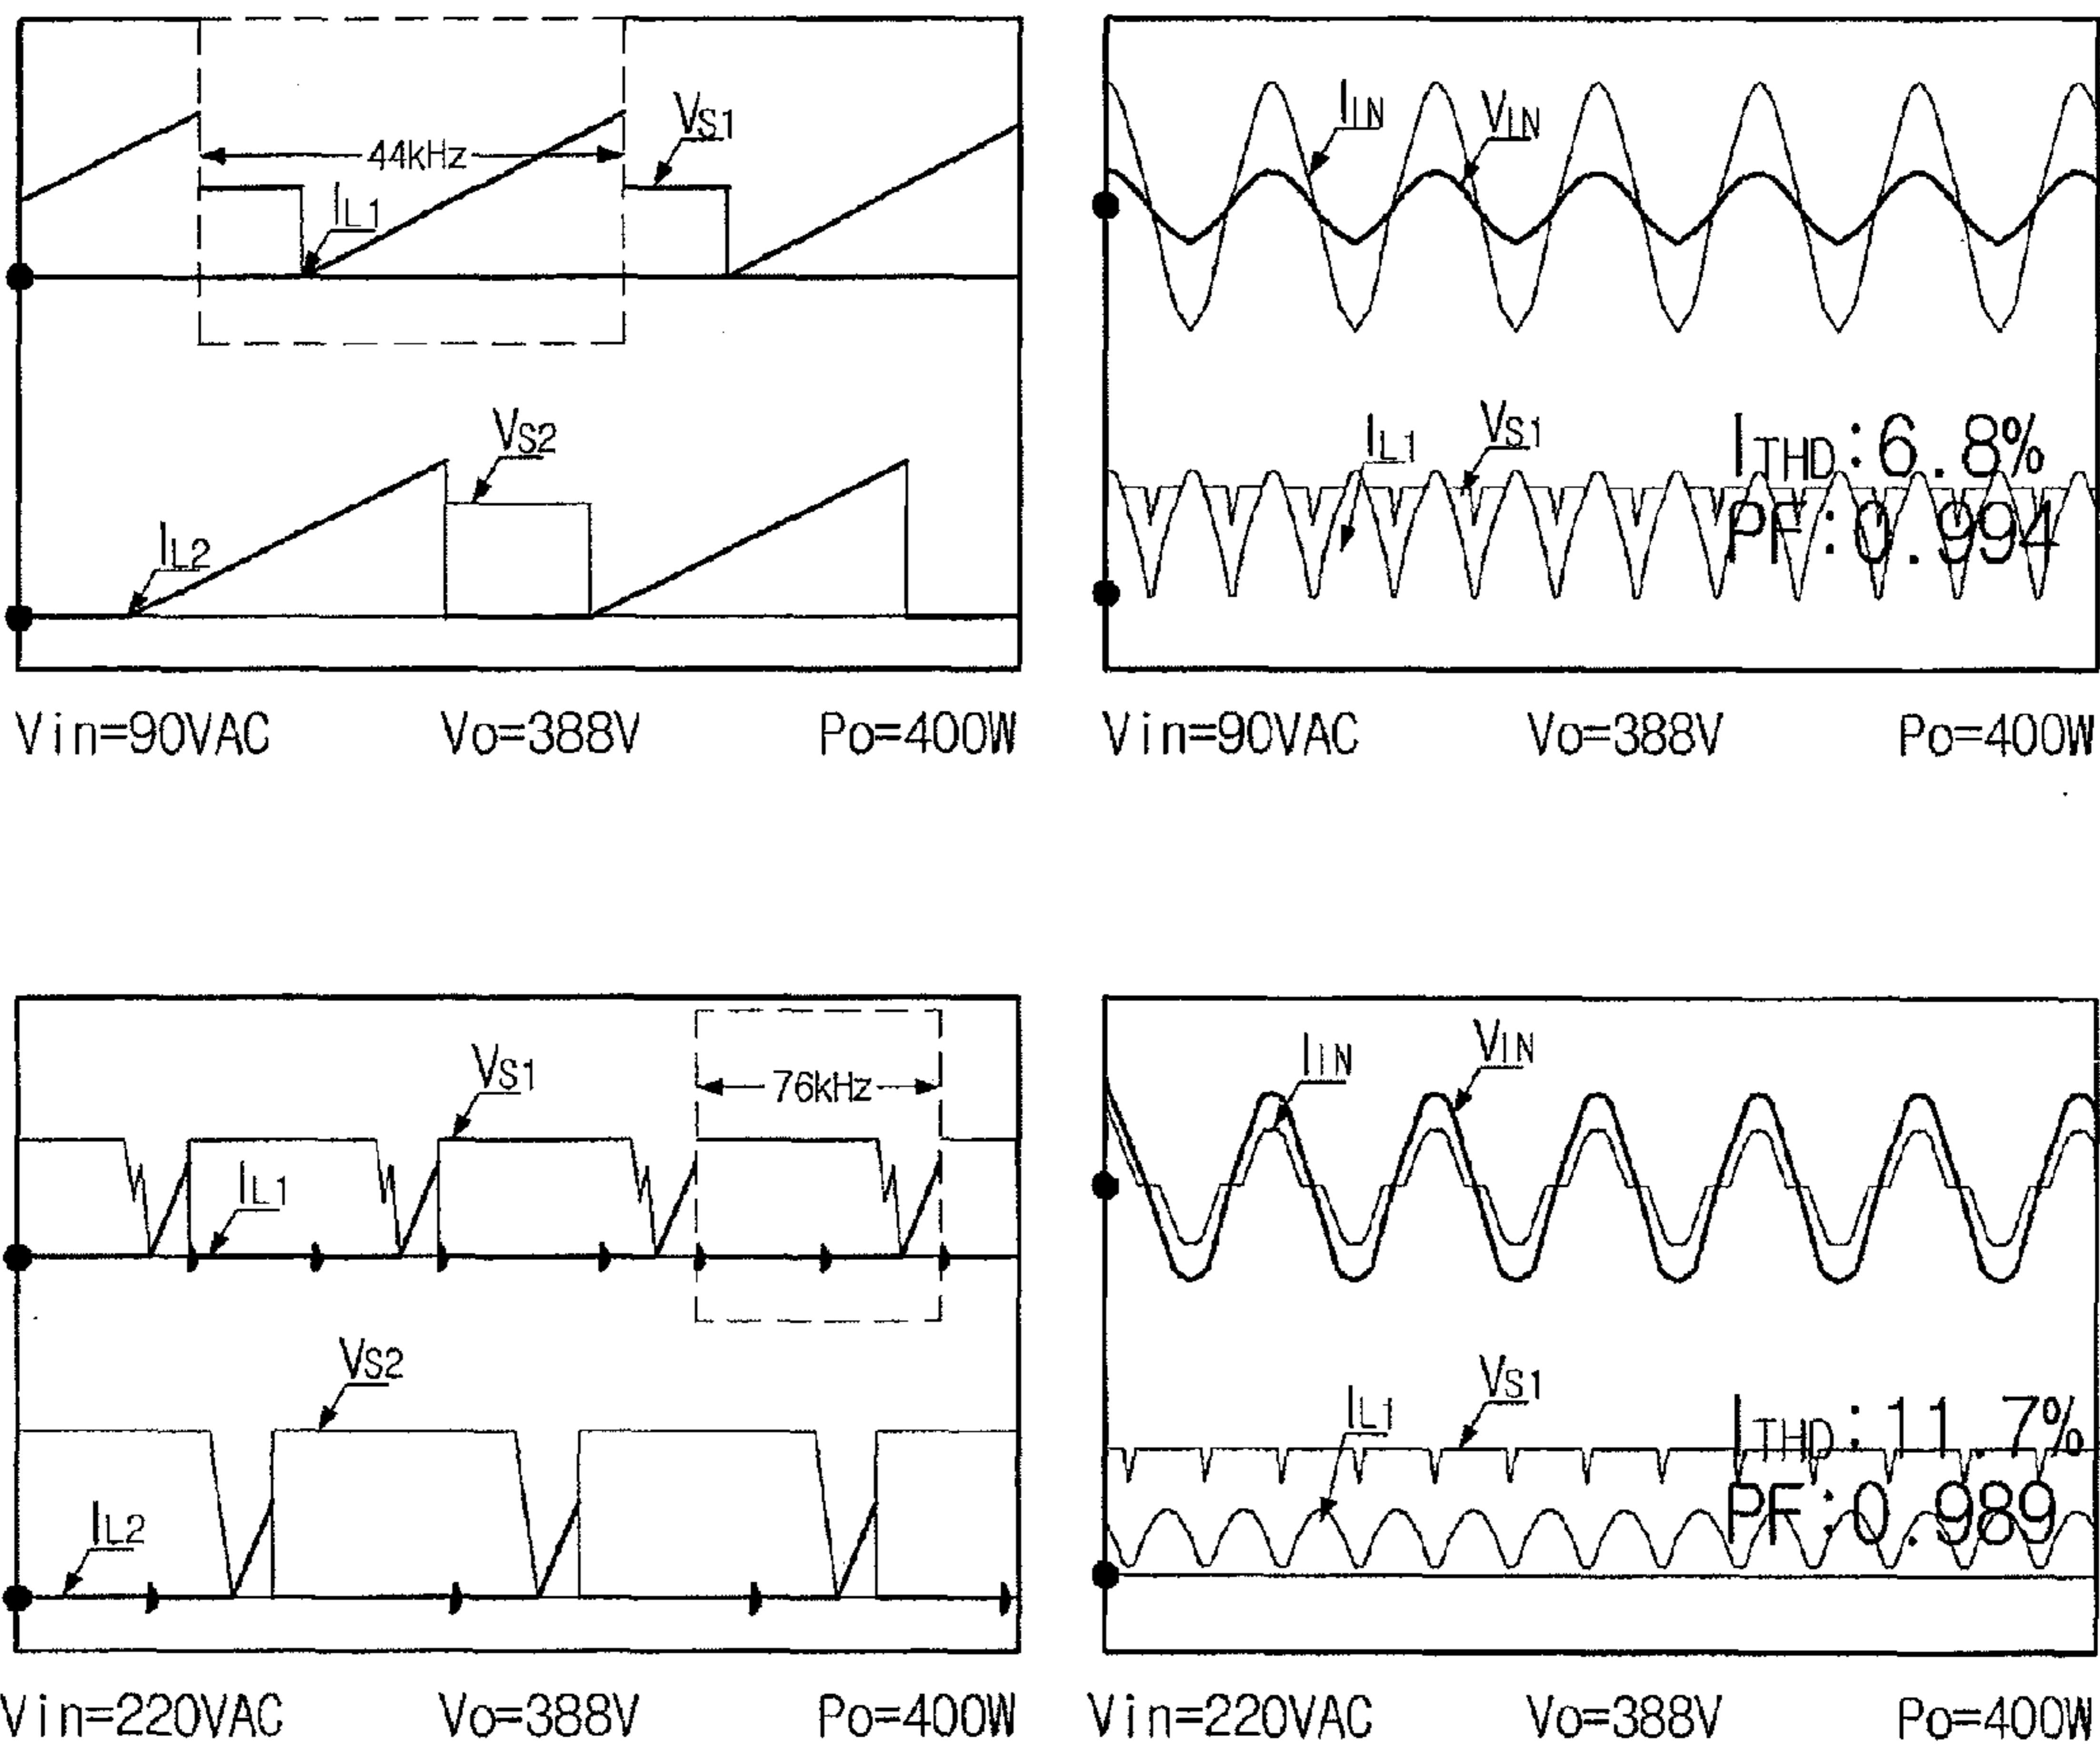 VS1
44kHz
IL1
VS2
IL2
Vin=90VAC Vo=388V Po=400W
IIN VIN
IL1 VS1
ITHD:6.8%
PF:0.994
Vin=90VAC Vo=388V Po=400W
VS1
76kHz
IL1
VS2
IL2
Vin=220VAC Vo=388V Po=400W
IIN VIN
IL1 VS1
ITHD:11.7%
PF:0.989
Vin=220VAC Vo=388V Po=400W